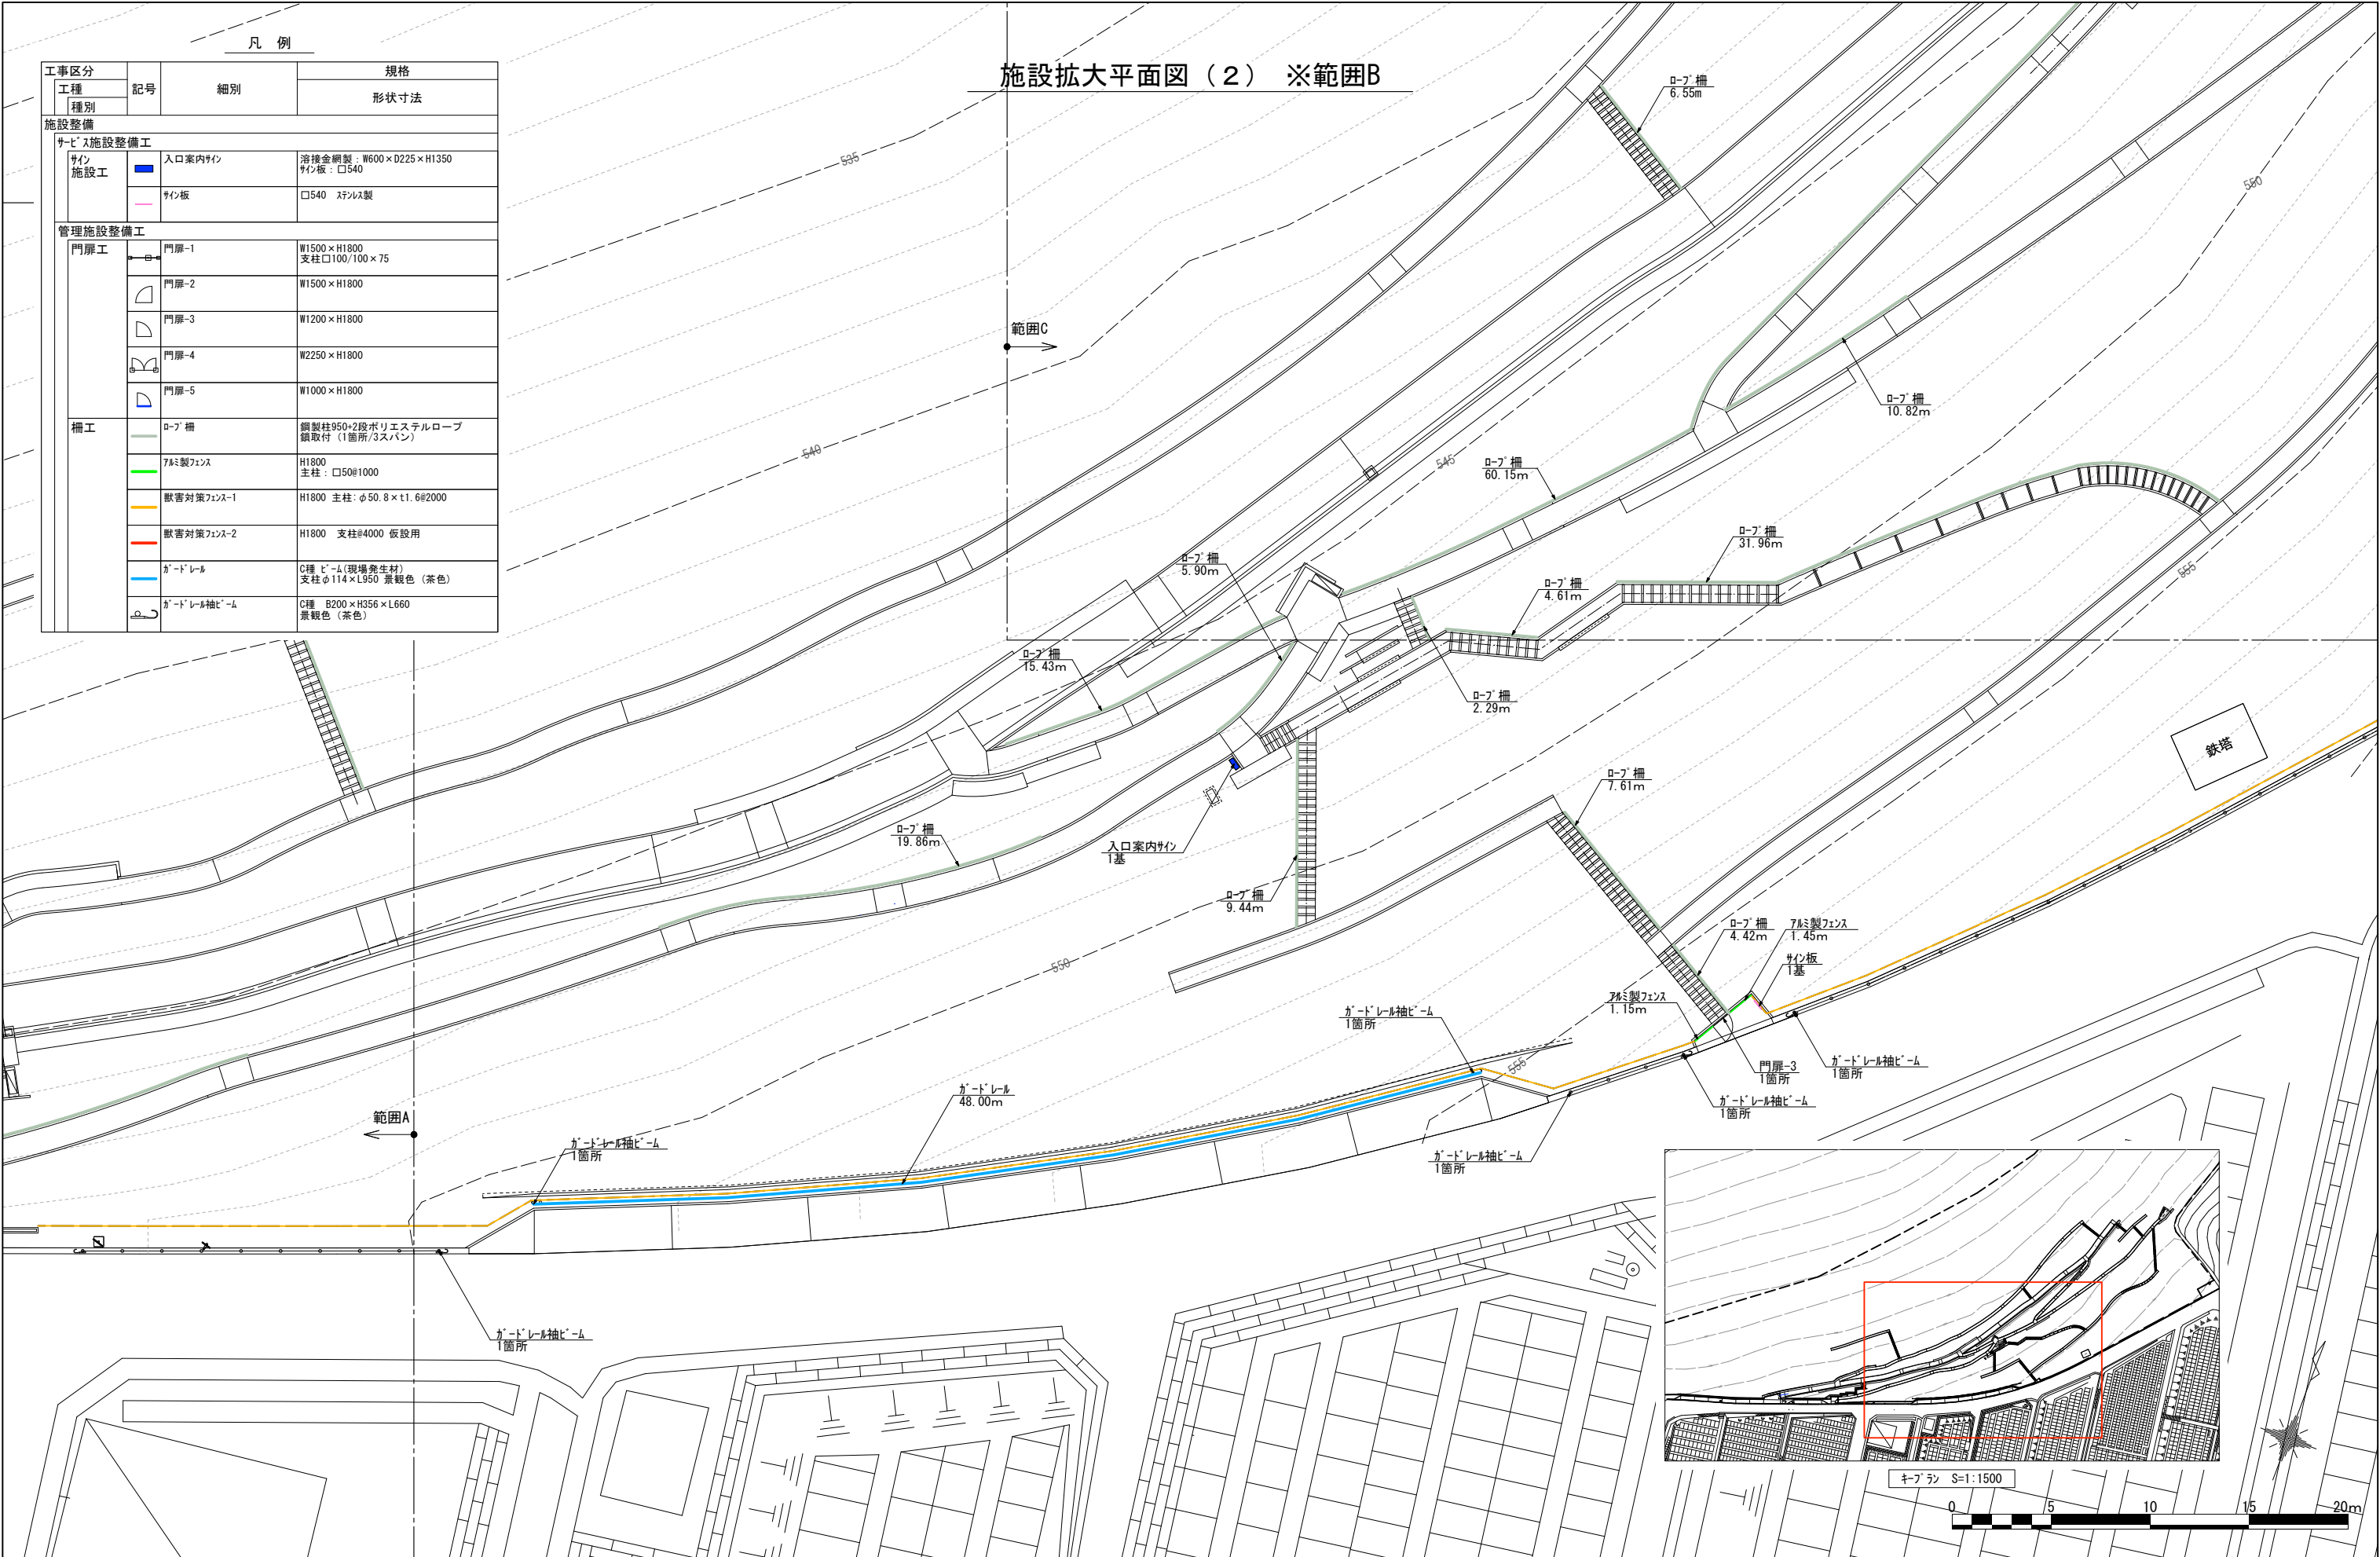 施設拡大平面図（２） ※範囲B
凡 例
工事区分
工種
種別
記号
細別
規格
形状寸法
施設整備
ｻｰﾋﾞｽ施設整備工
ｻｲﾝ
施設工
入口案内ｻｲﾝ
溶接金網製：W600×D225×H1350
ｻｲﾝ板：□540
ｻｲﾝ板
□540 ｽﾃﾝﾚｽ製
管理施設整備工
門扉工
門扉-1
W1500×H1800
支柱□100/100×75
門扉-2
W1500×H1800
門扉-3
W1200×H1800
門扉-4
W2250×H1800
門扉-5
W1000×H1800
柵工
ﾛｰﾌﾟ柵
鋼製柱950+2段ポリエステルロープ
鎖取付（1箇所/3スパン）
ｱﾙﾐ製ﾌｪﾝｽ
H1800
主柱：□50@1000
獣害対策ﾌｪﾝｽ-1
H1800 主柱：φ50.8×t1.6@2000
獣害対策ﾌｪﾝｽ-2
H1800 支柱@4000 仮設用
ｶﾞｰﾄﾞﾚｰﾙ
C種 ﾋﾞｰﾑ(現場発生材)
支柱φ114×L950 景観色（茶色）
ｶﾞｰﾄﾞﾚｰﾙ袖ﾋﾞｰﾑ
C種 B200×H356×L660
景観色（茶色）
535
540
545
550
550
555
555
範囲C
範囲A
ﾛｰﾌﾟ柵
6.55m
ﾛｰﾌﾟ柵
10.82m
ﾛｰﾌﾟ柵
60.15m
ﾛｰﾌﾟ柵
31.96m
ﾛｰﾌﾟ柵
5.90m
ﾛｰﾌﾟ柵
4.61m
ﾛｰﾌﾟ柵
15.43m
ﾛｰﾌﾟ柵
2.29m
鉄塔
ﾛｰﾌﾟ柵
7.61m
ﾛｰﾌﾟ柵
19.86m
入口案内ｻｲﾝ
1基
ﾛｰﾌﾟ柵
9.44m
ﾛｰﾌﾟ柵
4.42m
ｱﾙﾐ製ﾌｪﾝｽ
1.45m
ｻｲﾝ板
1基
ｱﾙﾐ製ﾌｪﾝｽ
1.15m
ｶﾞｰﾄﾞﾚｰﾙ袖ﾋﾞｰﾑ
1箇所
門扉-3
1箇所
ｶﾞｰﾄﾞﾚｰﾙ袖ﾋﾞｰﾑ
1箇所
ｶﾞｰﾄﾞﾚｰﾙ
48.00m
ｶﾞｰﾄﾞﾚｰﾙ袖ﾋﾞｰﾑ
1箇所
ｶﾞｰﾄﾞﾚｰﾙ袖ﾋﾞｰﾑ
1箇所
ｶﾞｰﾄﾞﾚｰﾙ袖ﾋﾞｰﾑ
1箇所
ｶﾞｰﾄﾞﾚｰﾙ袖ﾋﾞｰﾑ
1箇所
ｷｰﾌﾟﾗﾝ S=1:1500
0 5 10 15 20m